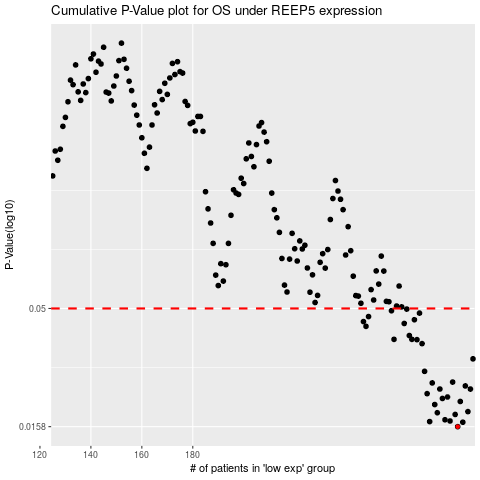 Cumulative P-Value plot for OS under REEP5 expression
P-Value(log10)
0.05
0.0158
120 140 160 180
# of patients in 'low exp' group